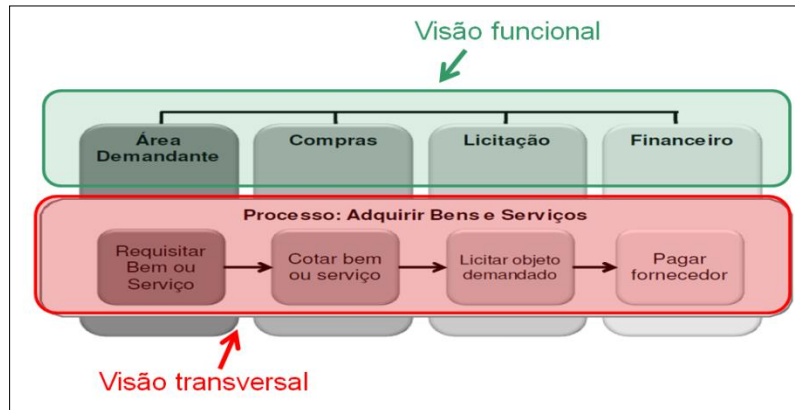 Visão funcional
Área
Demandante
Compras
Licitação
Financeiro
Processo: Adquirir Bens e Serviços
Requisitar
Bem ou
Serviço
Cotar bem
ou serviço
Licitar objeto
demandado
Pagar
fornecedor
Visão transversal